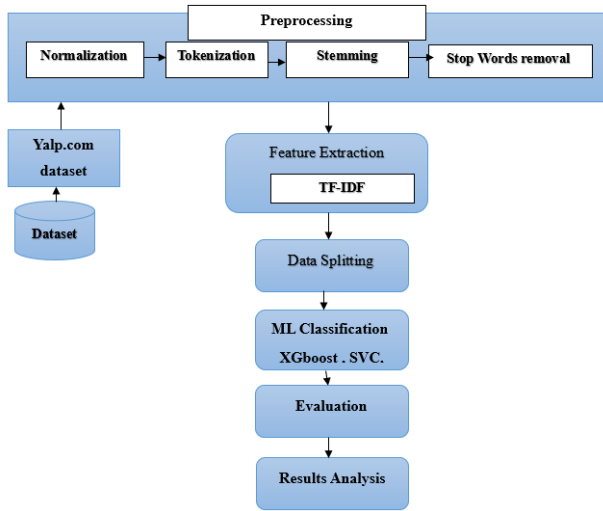 Preprocessing
Normalization
Tokenization
Stemming
Stop Words removal
Yalp.com
dataset
Dataset
Feature Extraction
TF-IDF
Data Splitting
ML Classification
XGboost . SVC.
Evaluation
Results Analysis